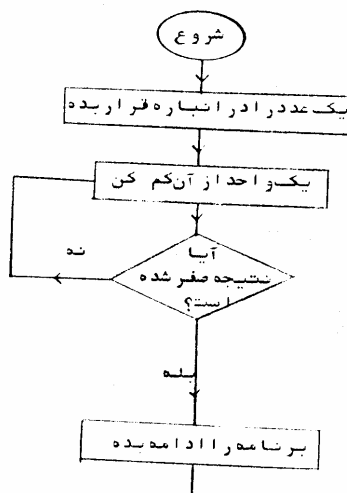 شروع
یک عدد را در انباره قرار بده
یک واحد از آن کم کن
آیا
نتیجه صفر شده
است؟
نه
بله
برنامه را ادامه بده